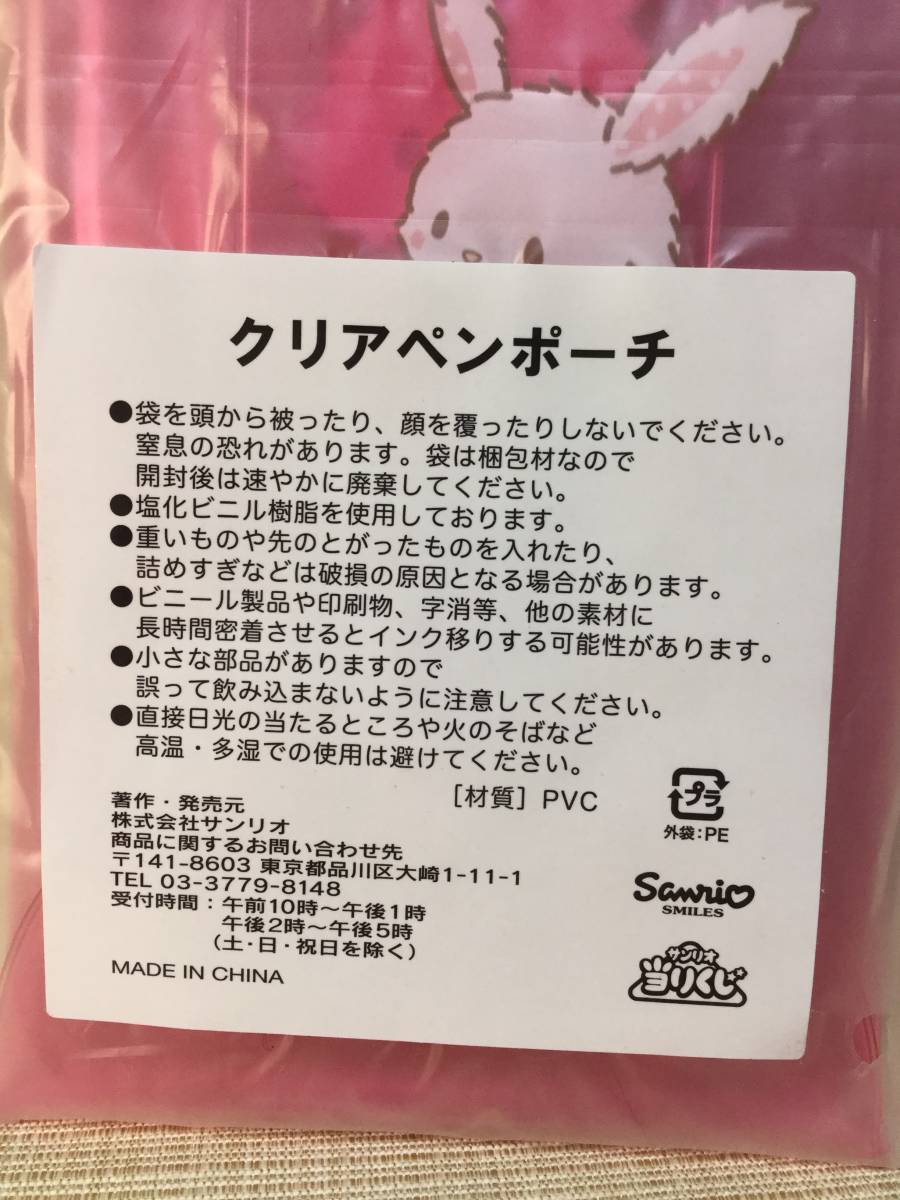 クリアペンポーチ
●袋を頭から被ったり、顔を覆ったりしないでください。
窒息の恐れがあります。袋は梱包材なので
開封後は速やかに廃棄してください。
●塩化ビニル樹脂を使用しております。
●重いものや先のとがったものを入れたり、
詰めすぎなどは破損の原因となる場合があります。
●ビニール製品や印刷物、字消等、他の素材に
長時間密着させるとインク移りする可能性があります。
●小さな部品がありますので
誤って飲み込まないように注意してください。
●直接日光の当たるところや火のそばなど
高温・多湿での使用は避けてください。
[材質] PVC
プラ
外袋:PE
著作・発売元
株式会社サンリオ
商品に関するお問い合わせ先
〒141-8603 東京都品川区大崎1-11-1
TEL 03-3779-8148
受付時間:午前10時〜午後1時
午後2時〜午後5時
(土・日・祝日を除く)
MADE IN CHINA
Sanrio
SMILES
サンリオ
当りくじ